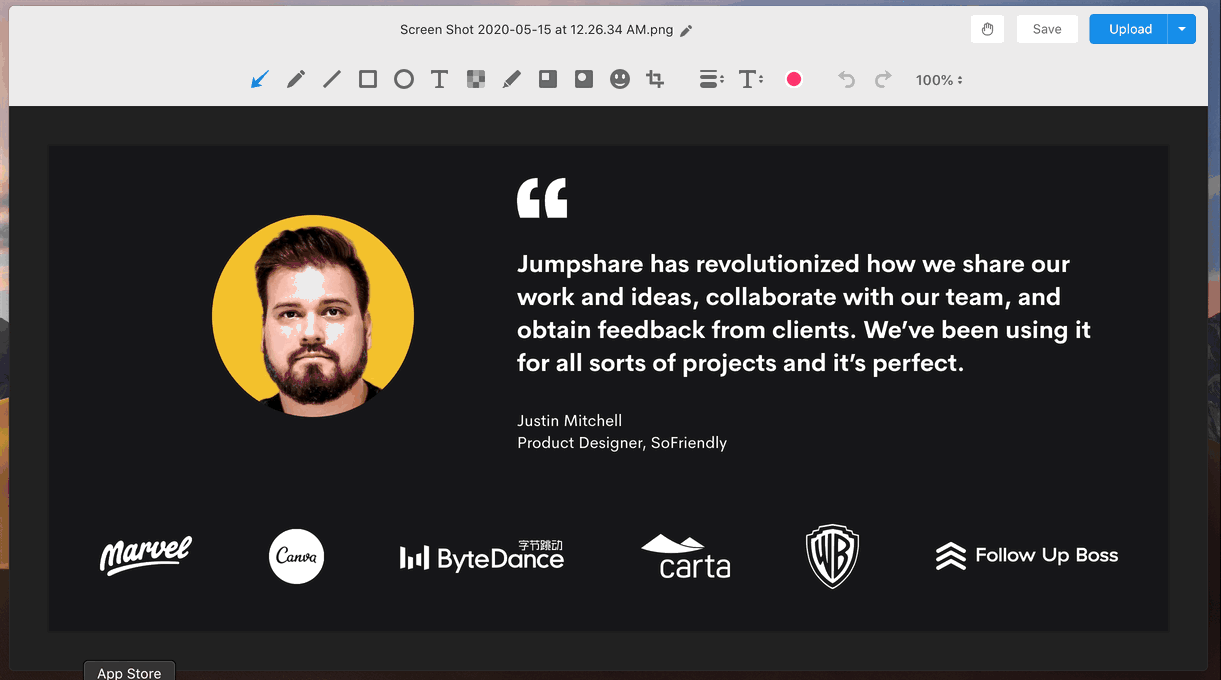 Screen Shot 2020-05-15 at 12.26.34 AM.png
Save
Upload
T
T
100%
“
Jumpshare has revolutionized how we share our
work and ideas, collaborate with our team, and
obtain feedback from clients. We’ve been using it
for all sorts of projects and it’s perfect.
Justin Mitchell
Product Designer, SoFriendly
Marvel
Canva
字节跳动
ByteDance
carta
WB
Follow Up Boss
App Store